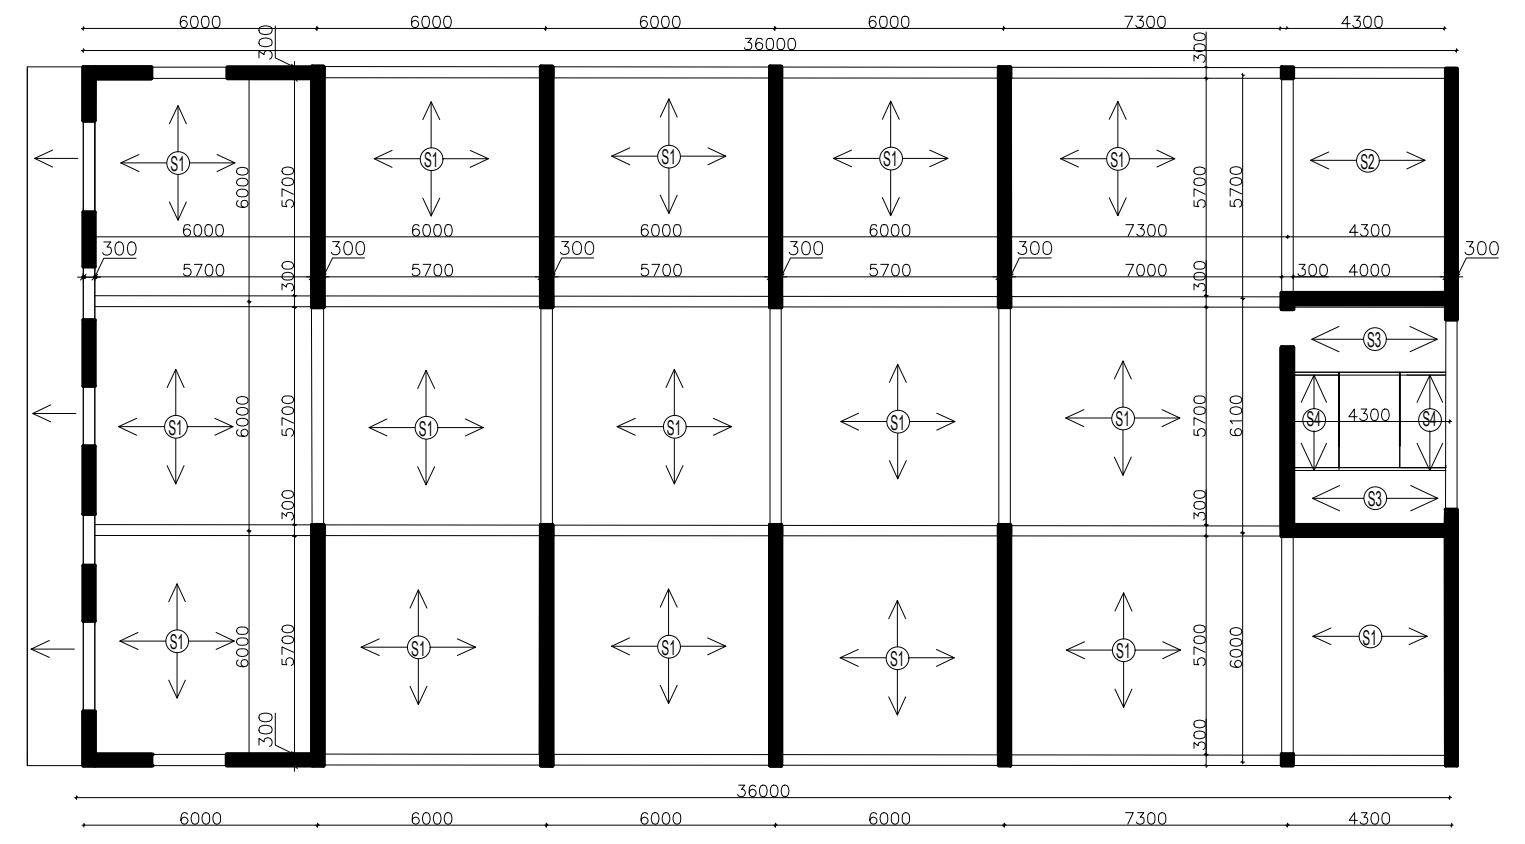 6000 6000 6000 6000 7300 4300
300 36000 300
S1 S1 S1 S1 S1 S2
6000 5700 5700 5700
6000 6000 6000 6000 7300 4300
300 300 300 300 300 300
5700 5700 5700 5700 7000 300 4000
300 300
S3
6000 5700 5700 6100
S1 S1 S1 S1 S1 S4 4300 S4
300 300 S3
6000 5700 5700 6000
S1 S1 S1 S1 S1 S1
300 300
36000
6000 6000 6000 6000 7300 4300